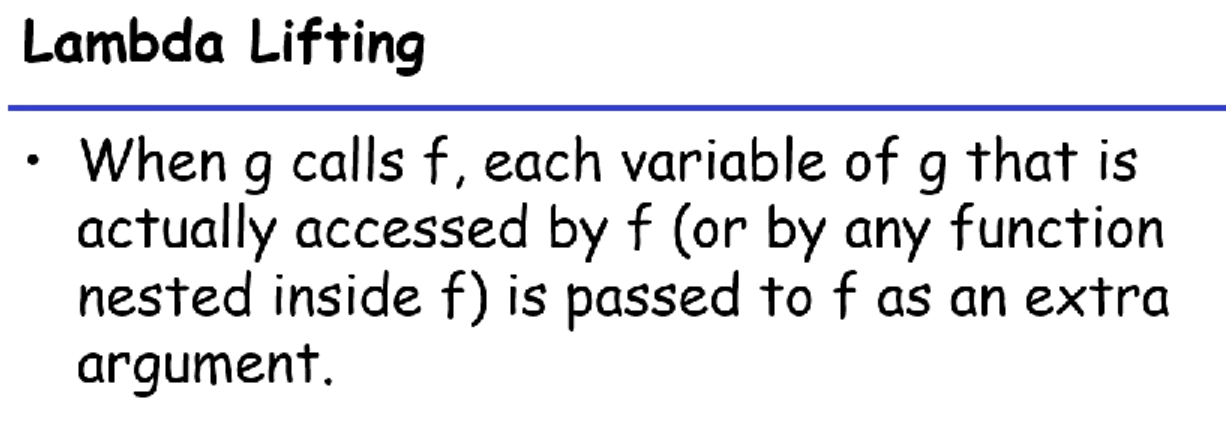 Lambda Lifting
• When g calls f, each variable of g that is
actually accessed by f (or by any function
nested inside f) is passed to f as an extra
argument.